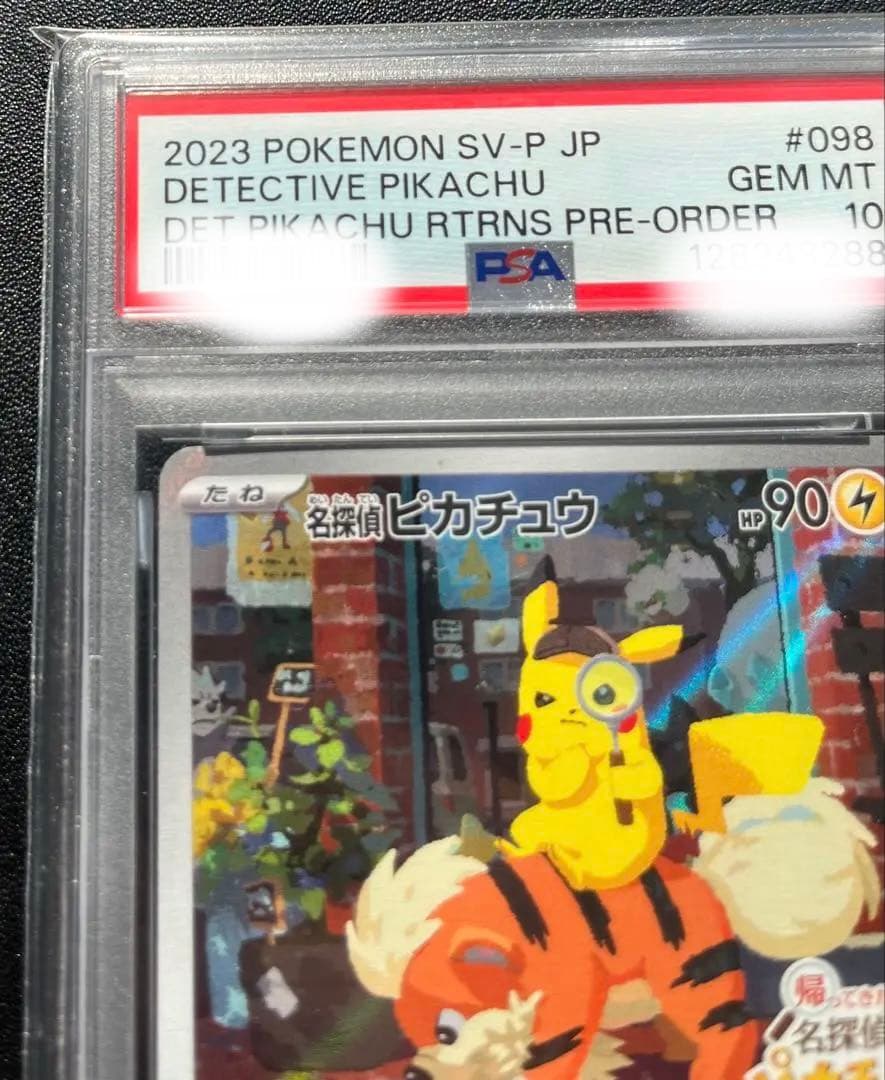 2023 POKEMON SV-P JP #098
DETECTIVE PIKACHU GEM MT
DET PIKACHU RTRNS PRE-ORDER 10
PSA
たね 名探偵ピカチュウ HP90
めいたんてい
帰ってきた
名探偵